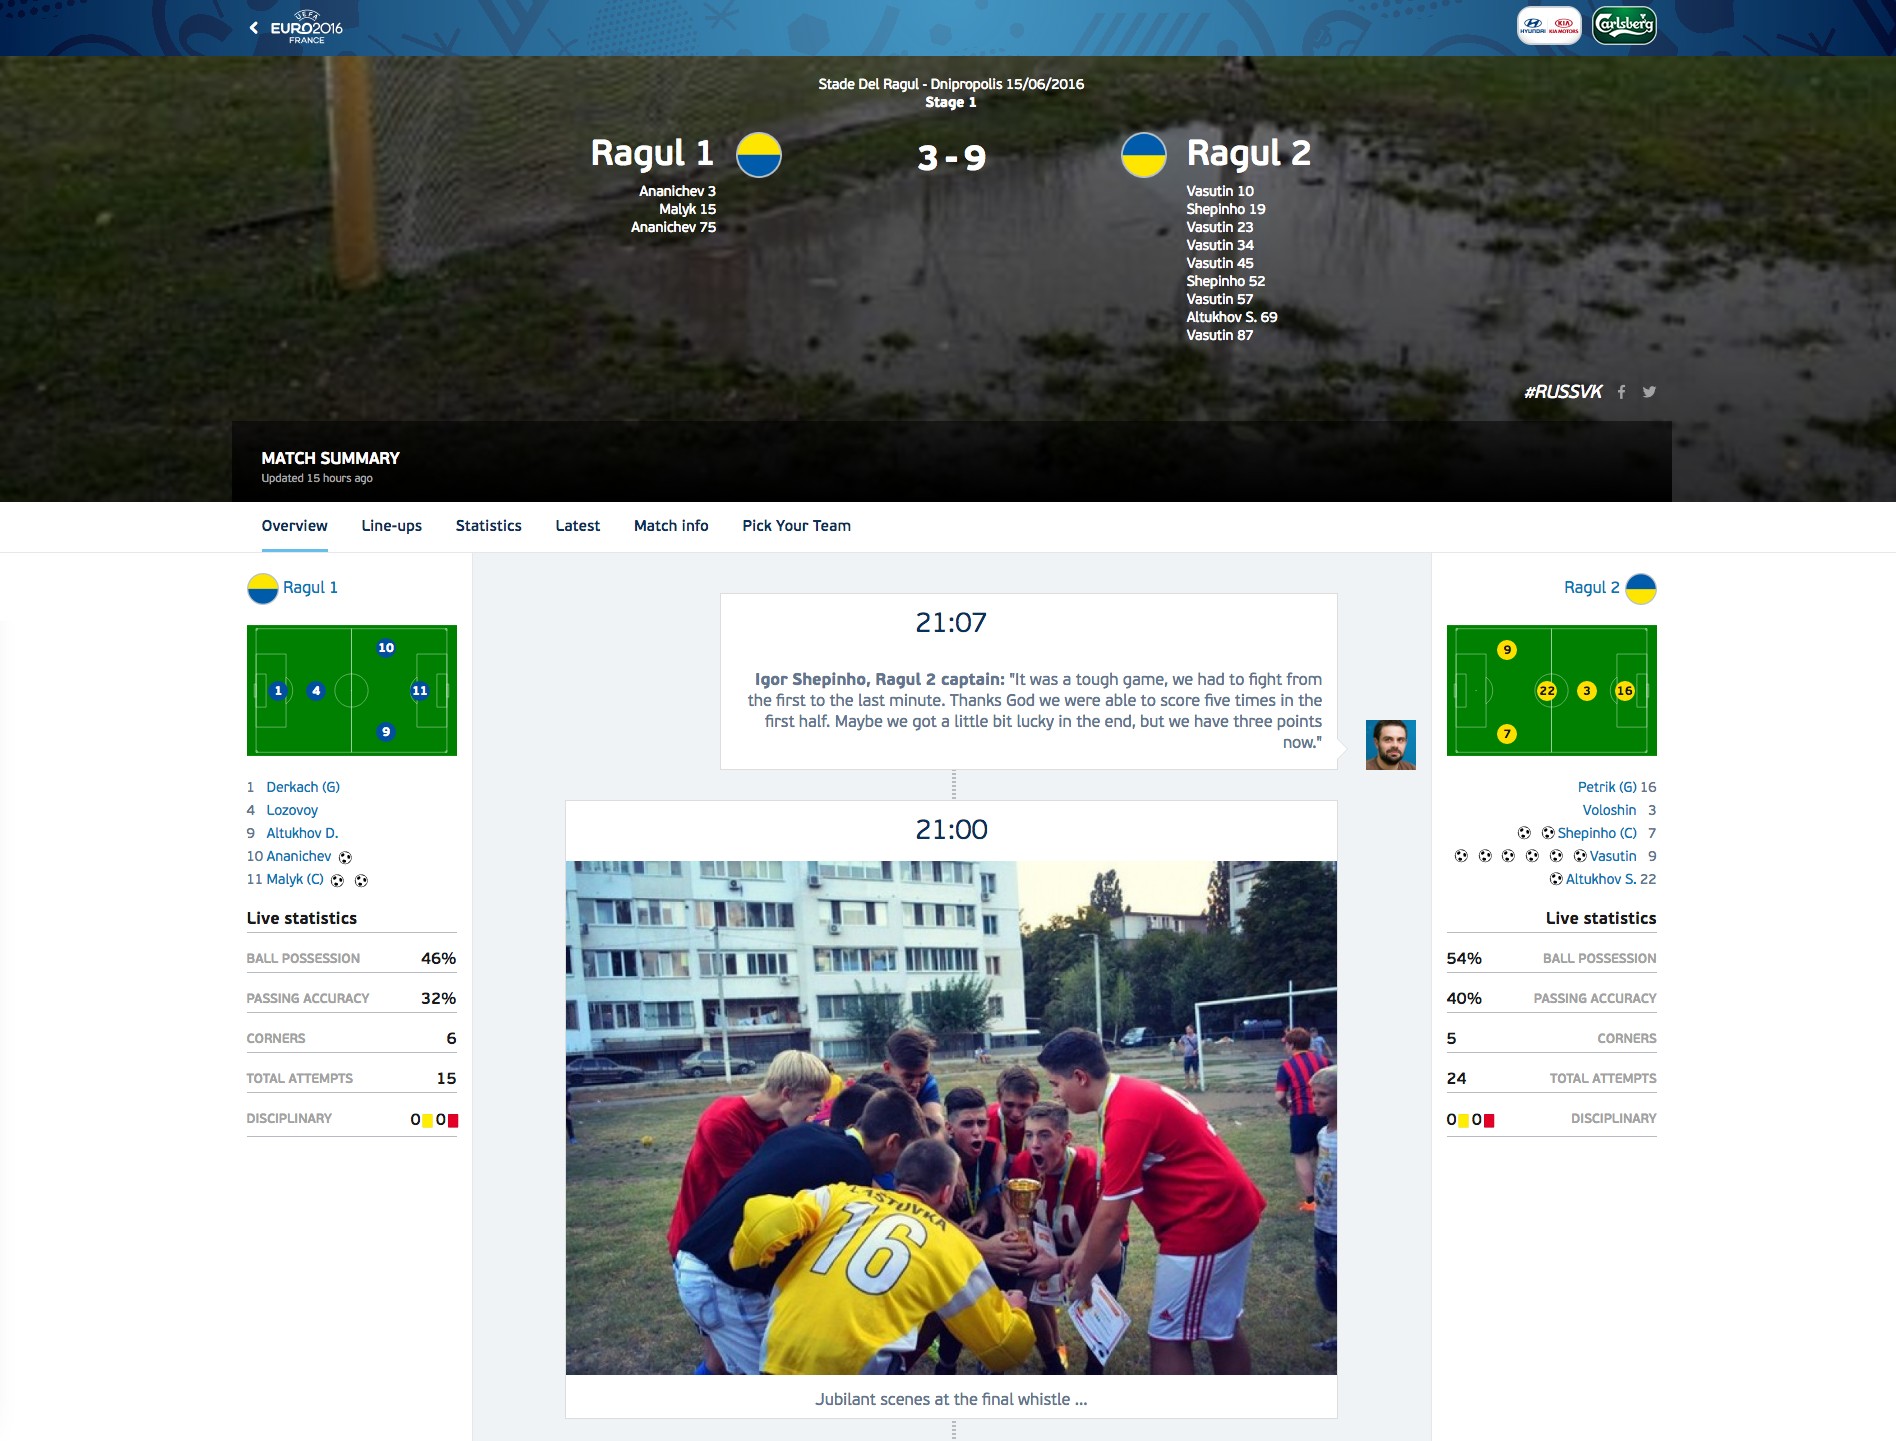 UEFA
EURO2016
FRANCE
HYUNDAI
KIA
KIA MOTORS
Carlsberg
Stade Del Ragul - Dnipropolis 15/06/2016
Stage 1
Ragul 1
3 - 9
Ragul 2
Ananichev 3
Malyk 15
Ananichev 75
Vasutin 10
Shepinho 19
Vasutin 23
Vasutin 34
Vasutin 45
Shepinho 52
Vasutin 57
Altukhov S. 69
Vasutin 87
#RUSSVK
MATCH SUMMARY
Updated 15 hours ago
Overview Line-ups Statistics Latest Match info Pick Your Team
Ragul 1
10
1 4 11
9
1 Derkach (G)
4 Lozovoy
9 Altukhov D.
10 Ananichev
11 Malyk (C)
Live statistics
BALL POSSESSION 46%
PASSING ACCURACY 32%
CORNERS 6
TOTAL ATTEMPTS 15
DISCIPLINARY 0 0
21:07
Igor Shepinho, Ragul 2 captain: "It was a tough game, we had to fight from
the first to the last minute. Thanks God we were able to score five times in the
first half. Maybe we got a little bit lucky in the end, but we have three points
now."
21:00
LASTOVKA
16
10
Jubilant scenes at the final whistle ...
Ragul 2
9
22 3 16
7
Petrik (G) 16
Voloshin 3
Shepinho (C) 7
Vasutin 9
Altukhov S. 22
Live statistics
54% BALL POSSESSION
40% PASSING ACCURACY
5 CORNERS
24 TOTAL ATTEMPTS
0 0 DISCIPLINARY